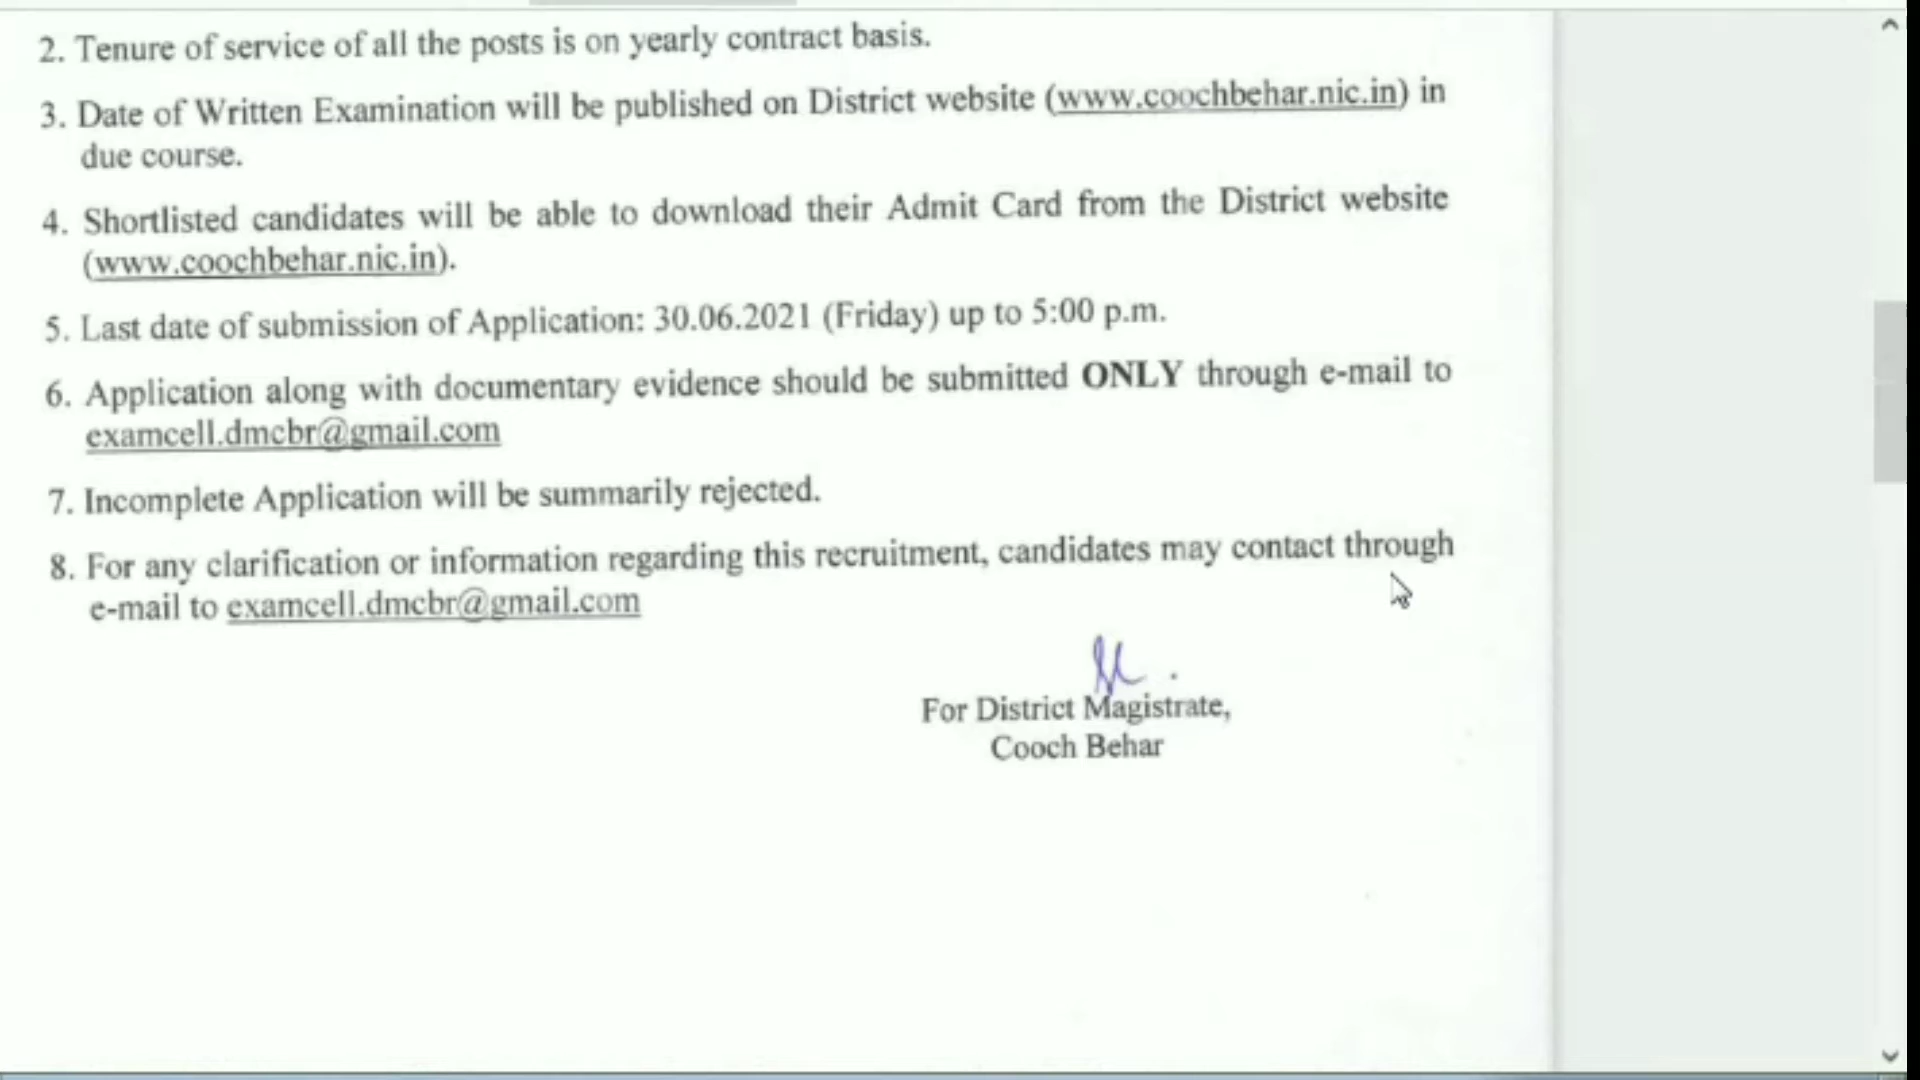 2. Tenure of service of all the posts is on yearly contract basis.
3. Date of Written Examination will be published on District website (www.coochbehar.nic.in) in
due course.
4. Shortlisted candidates will be able to download their Admit Card from the District website
(www.coochbehar.nic.in).
5. Last date of submission of Application: 30.06.2021 (Friday) up to 5:00 p.m.
6. Application along with documentary evidence should be submitted ONLY through e-mail to
examcell.dmcbr@gmail.com
7. Incomplete Application will be summarily rejected.
8. For any clarification or information regarding this recruitment, candidates may contact through
e-mail to examcell.dmcbr@gmail.com
For District Magistrate,
Cooch Behar